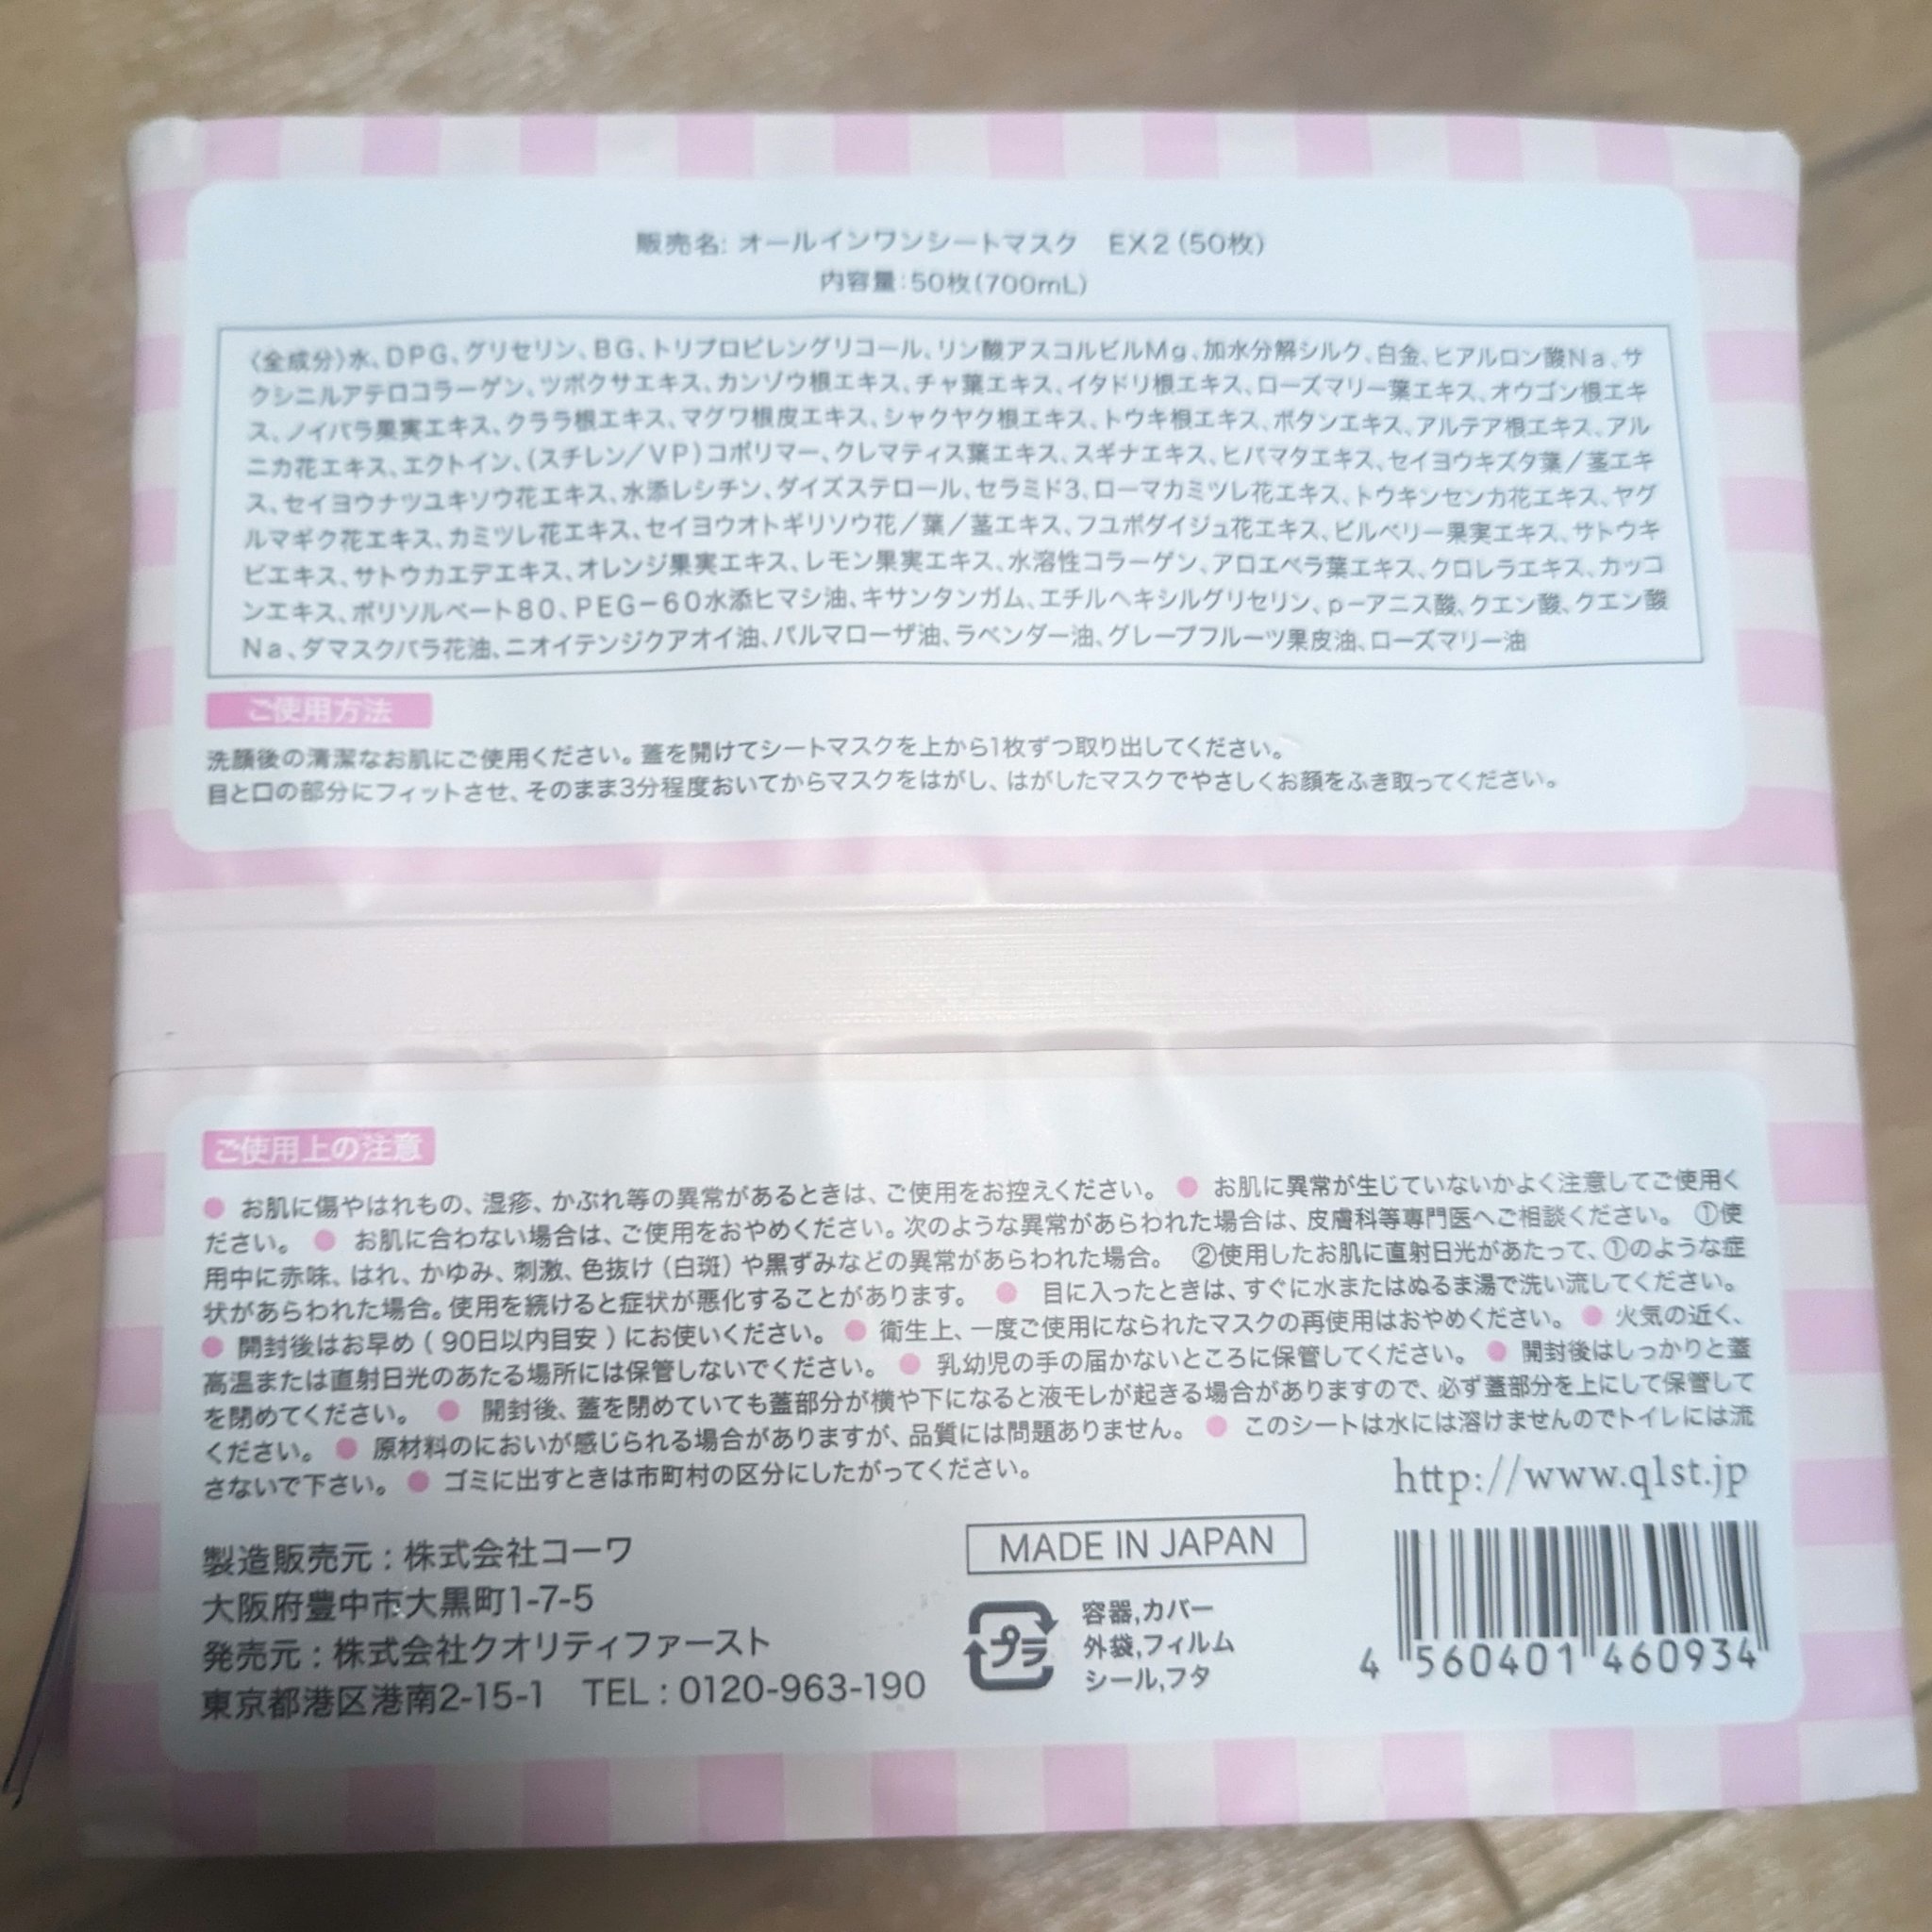 販売名: オールインワンシートマスク EX2(50枚)
内容量:50枚(700mL)
〈全成分〉水、DPG、グリセリン、BG、トリプロピレングリコール、リン酸アスコルビルMg、加水分解シルク、白金、ヒアルロン酸Na、サ
クシニルアテロコラーゲン、ツボクサエキス、カンゾウ根エキス、チャ葉エキス、イタドリ根エキス、ローズマリー葉エキス、オウゴン根エキ
ス、ノイバラ果実エキス、クララ根エキス、マグワ根皮エキス、シャクヤク根エキス、トウキ根エキス、ボタンエキス、アルテア根エキス、アル
ニカ花エキス、エクトイン、(スチレン/VP)コポリマー、クレマティス葉エキス、スギナエキス、ヒバマタエキス、セイヨウキズタ葉/茎エキ
ス、セイヨウナツユキソウ花エキス、水添レシチン、ダイズステロール、セラミド3、ローマカミツレ花エキス、トウキンセンカ花エキス、ヤグ
ルマギク花エキス、カミツレ花エキス、セイヨウオトギリソウ花/葉/茎エキス、フユボダイジュ花エキス、ビルベリー果実エキス、サトウキ
ビエキス、サトウカエデエキス、オレンジ果実エキス、レモン果実エキス、水溶性コラーゲン、アロエベラ葉エキス、クロレラエキス、カッコ
ンエキス、ポリソルベート80、PEG-60水添ヒマシ油、キサンタンガム、エチルヘキシルグリセリン、p-アニス酸、クエン酸、クエン酸
Na、ダマスクバラ花油、ニオイテンジクアオイ油、パルマローザ油、ラベンダー油、グレープフルーツ果皮油、ローズマリー油
ご使用方法
洗顔後の清潔なお肌にご使用ください。蓋を開けてシートマスクを上から1枚ずつ取り出してください。
目と口の部分にフィットさせ、そのまま3分程度おいてからマスクをはがし、はがしたマスクでやさしくお顔をふき取ってください。
ご使用上の注意
● お肌に傷やはれもの、湿疹、かぶれ等の異常があるときは、ご使用をお控えください。 ● お肌に異常が生じていないかよく注意してご使用く
ださい。 ● お肌に合わない場合は、ご使用をおやめください。次のような異常があらわれた場合は、皮膚科等専門医へご相談ください。 ①使
用中に赤味、はれ、かゆみ、刺激、色抜け(白斑)や黒ずみなどの異常があらわれた場合。 ②使用したお肌に直射日光があたって、①のような症
状があらわれた場合。使用を続けると症状が悪化することがあります。 ● 目に入ったときは、すぐに水またはぬるま湯で洗い流してください。
● 開封後はお早め(90日以内目安)にお使いください。 ● 衛生上、一度ご使用になられたマスクの再使用はおやめください。 ● 火気の近く、
高温または直射日光のあたる場所には保管しないでください。 ● 乳幼児の手の届かないところに保管してください。 ● 開封後はしっかりと蓋
を閉めてください。 ● 開封後、蓋を閉めていても蓋部分が横や下になると液モレが起きる場合がありますので、必ず蓋部分を上にして保管して
ください。 ● 原材料のにおいが感じられる場合がありますが、品質には問題ありません。 ● このシートは水には溶けませんのでトイレには流
さないで下さい。 ● ゴミに出すときは市町村の区分にしたがってください。
http://www.q1st.jp
製造販売元:株式会社コーワ
大阪府豊中市大黒町1-7-5
発売元:株式会社クオリティファースト
東京都港区港南2-15-1 TEL:0120-963-190
MADE IN JAPAN
プラ
容器,カバー
外袋,フィルム
シール,フタ
4 560401 460934